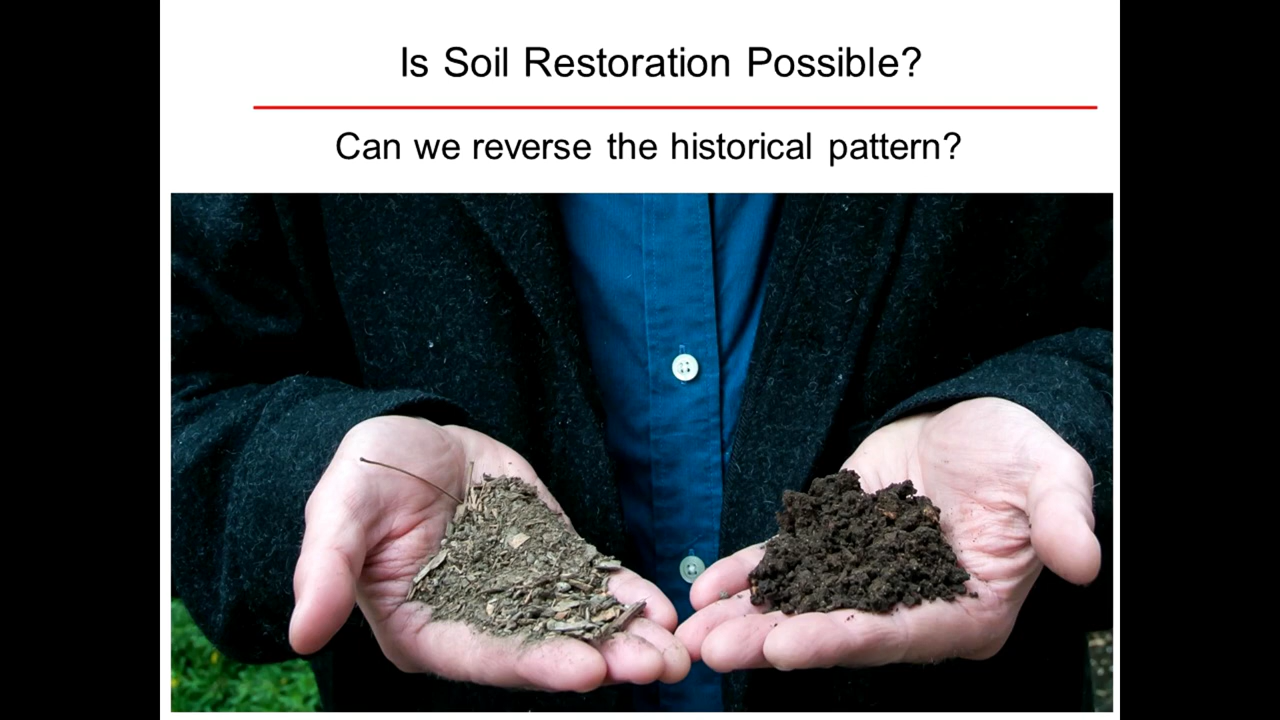 Is Soil Restoration Possible?
Can we reverse the historical pattern?